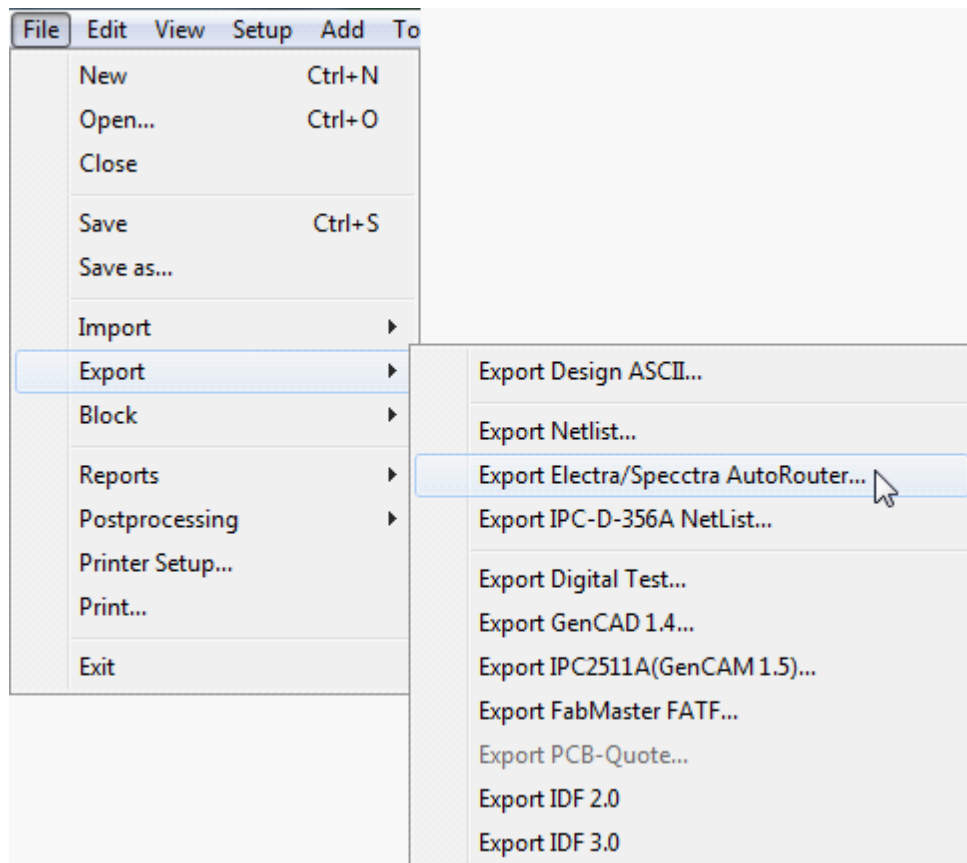 File Edit View Setup Add To
New Ctrl+N
Open... Ctrl+O
Close
Save Ctrl+S
Save as...
Import
Export
Block
Reports
Postprocessing
Printer Setup...
Print...
Exit
Export Design ASCII...
Export Netlist...
Export Electra/Specctra AutoRouter...
Export IPC-D-356A NetList...
Export Digital Test...
Export GenCAD 1.4...
Export IPC2511A(GenCAM 1.5)...
Export FabMaster FATF...
Export PCB-Quote...
Export IDF 2.0
Export IDF 3.0